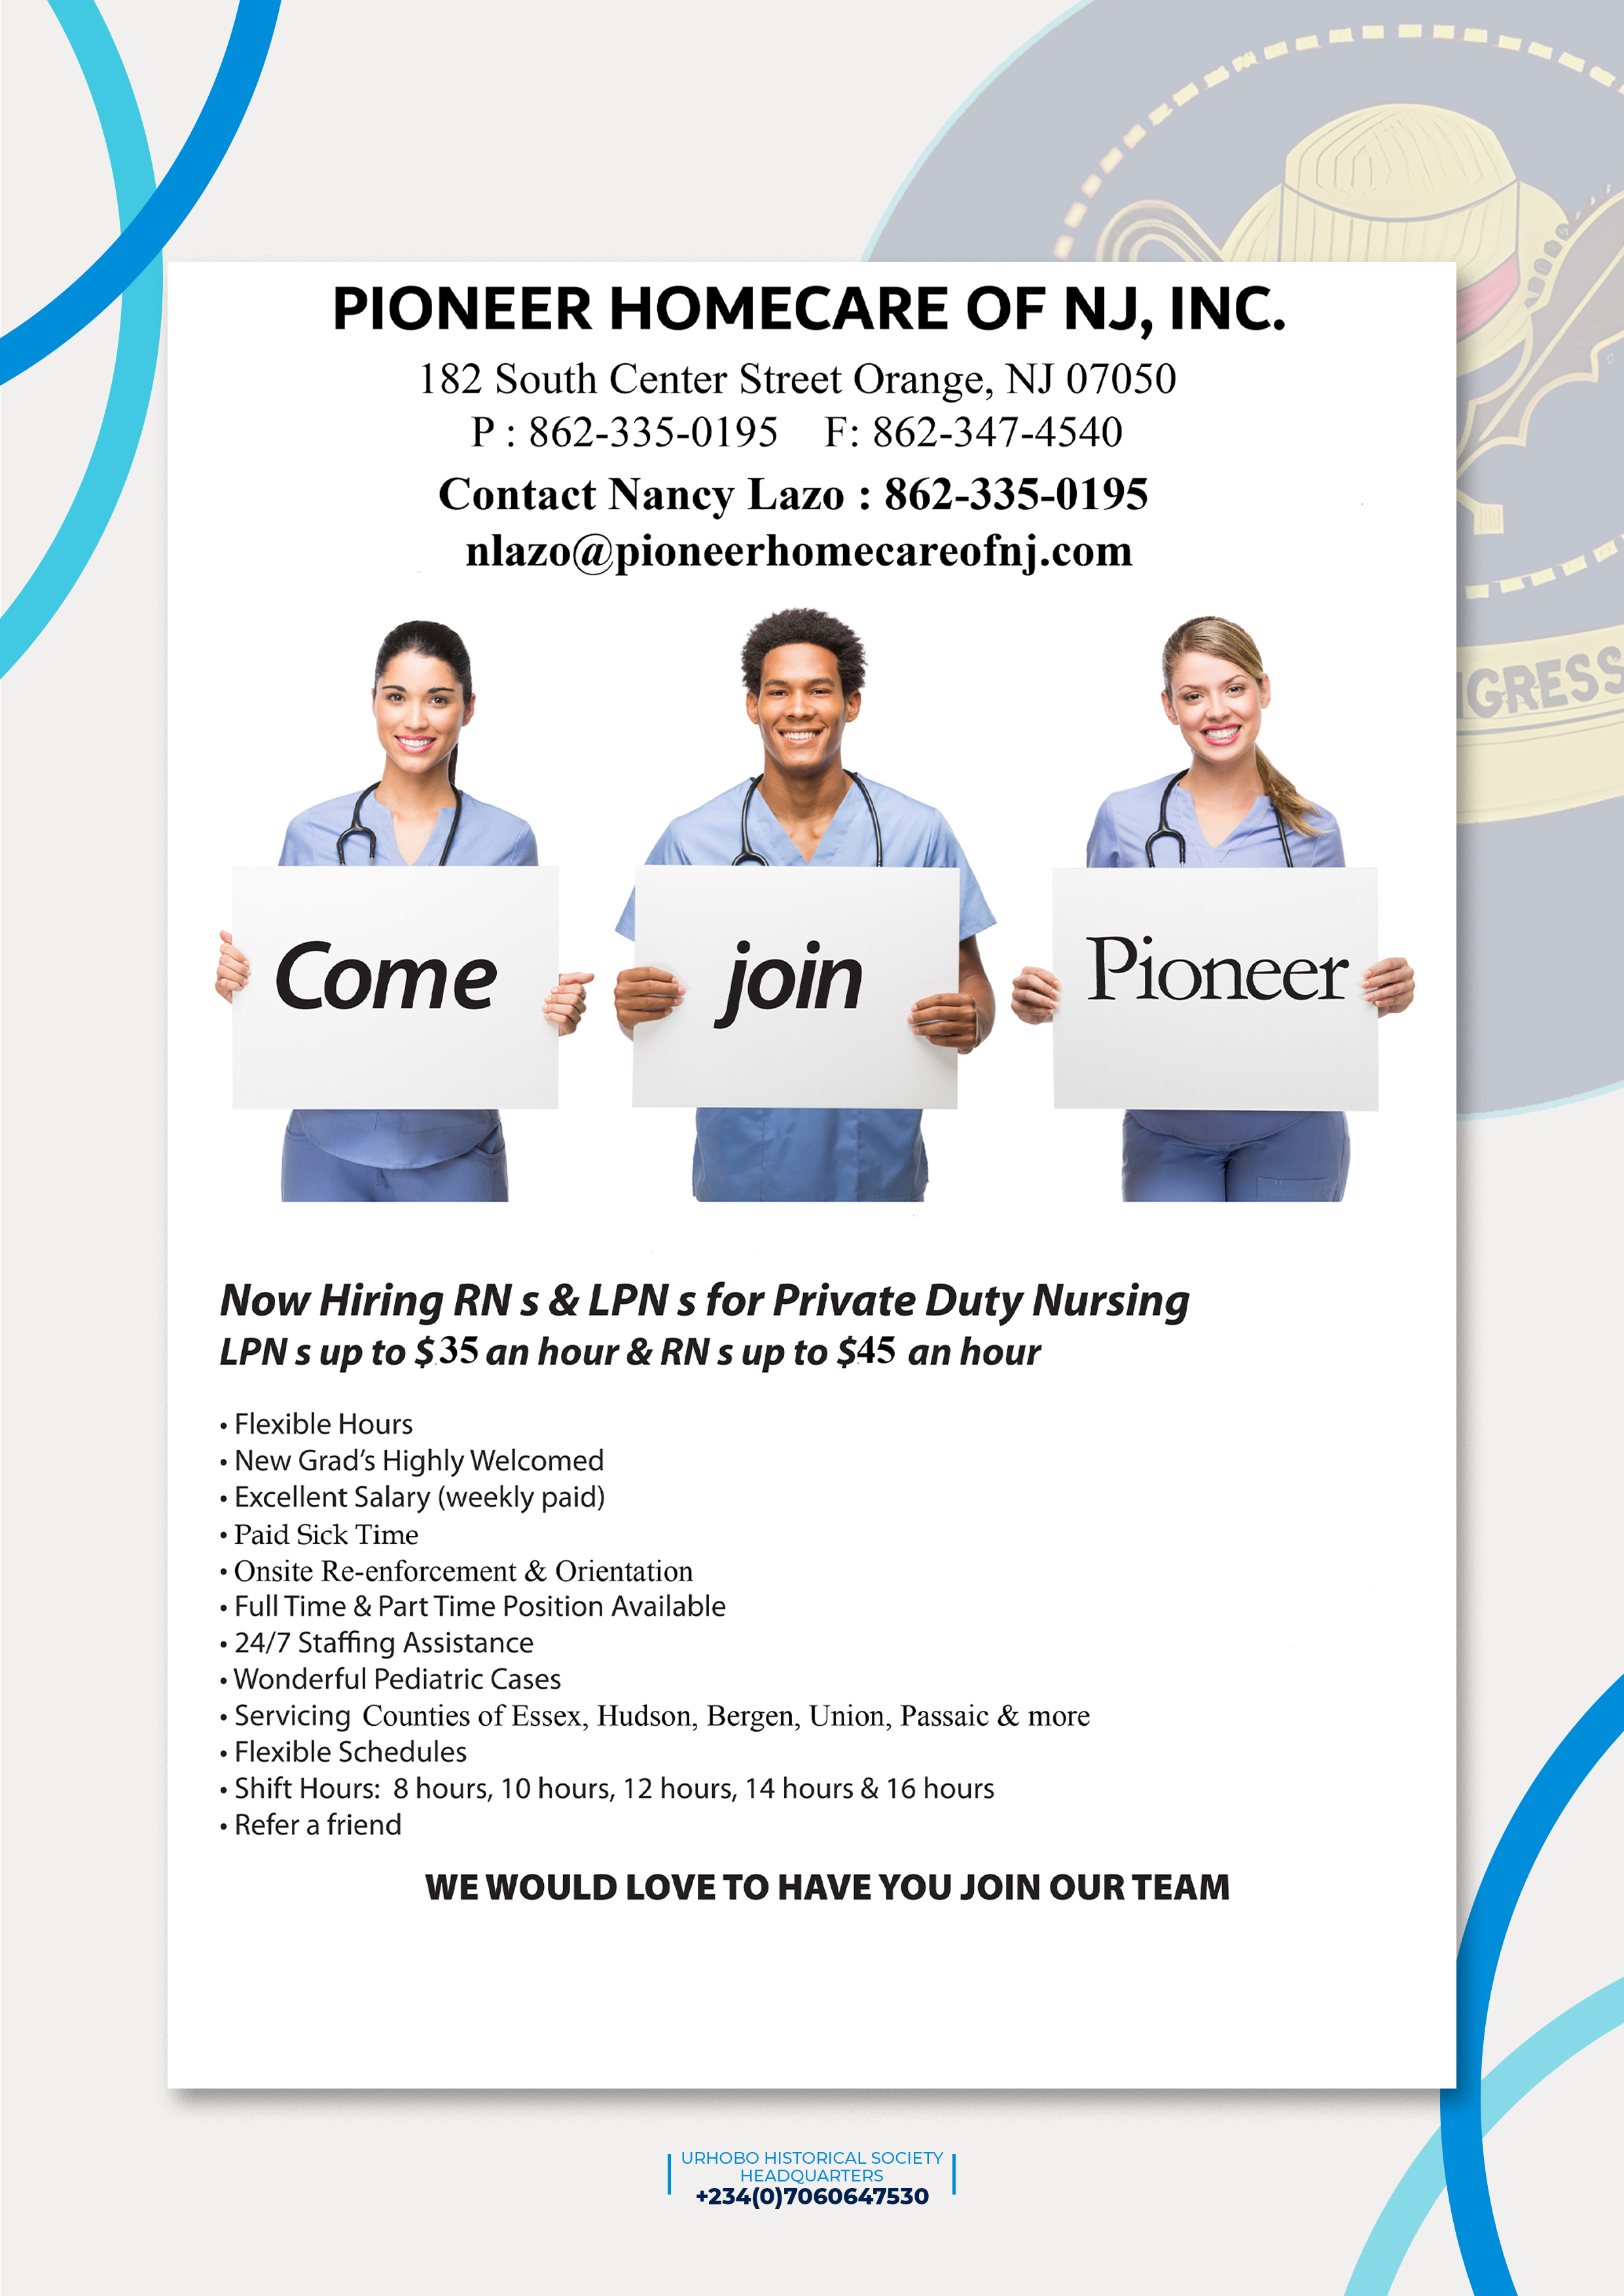 PIONEER HOMECARE OF NJ, INC.
182 South Center Street Orange, NJ 07050
P : 862-335-0195 F: 862-347-4540
Contact Nancy Lazo : 862-335-0195
nlazo@pioneerhomecareofnj.com
GRESS
Come join Pioneer
Now Hiring RN s & LPN s for Private Duty Nursing
LPN s up to $ 35 an hour & RN s up to $45 an hour
• Flexible Hours
• New Grad’s Highly Welcomed
• Excellent Salary (weekly paid)
• Paid Sick Time
• Onsite Re-enforcement & Orientation
• Full Time & Part Time Position Available
• 24/7 Staffing Assistance
• Wonderful Pediatric Cases
• Servicing Counties of Essex, Hudson, Bergen, Union, Passaic & more
• Flexible Schedules
• Shift Hours: 8 hours, 10 hours, 12 hours, 14 hours & 16 hours
• Refer a friend
WE WOULD LOVE TO HAVE YOU JOIN OUR TEAM
URHOBO HISTORICAL SOCIETY
HEADQUARTERS
+234(0)7060647530